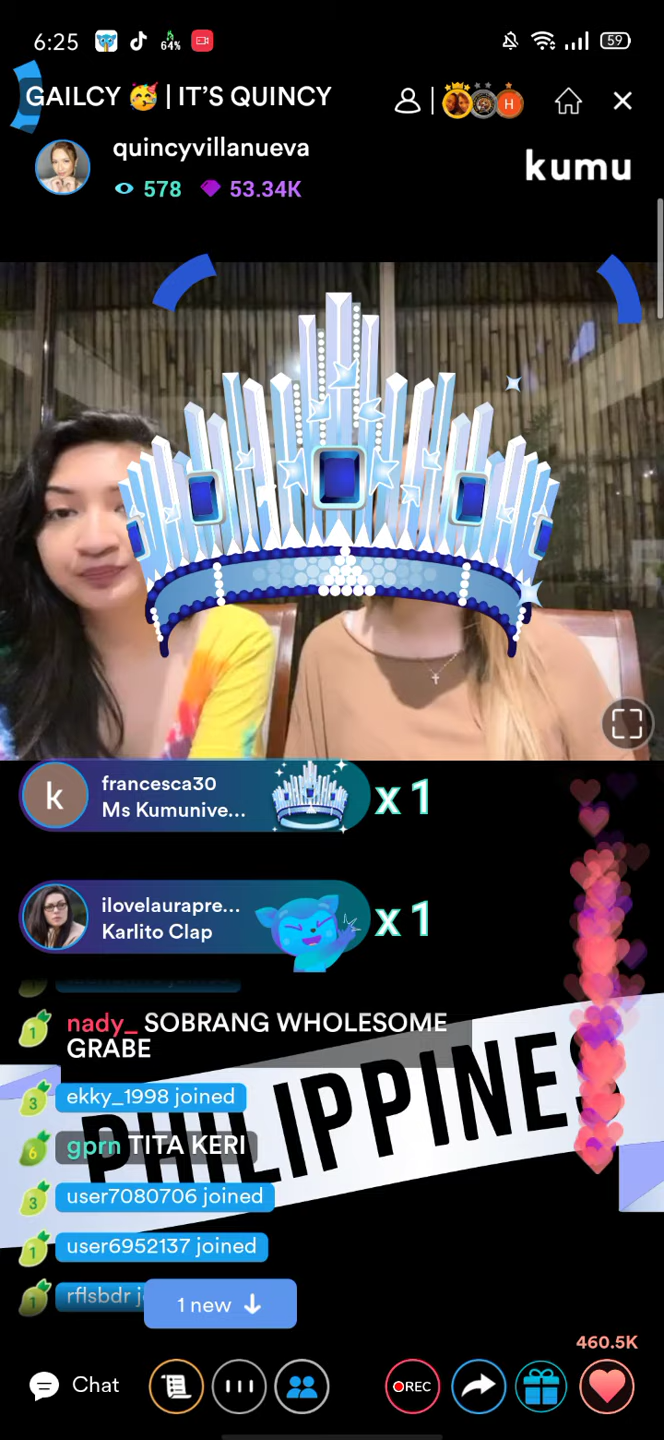 6:25
64%
59
GAILCY 🥳 | IT'S QUINCY
H
quincyvillanueva
578
53.34K
kumu
k
francesca30
Ms Kumunive...
x 1
ilovelaurapre...
Karlito Clap
x 1
1
nady_ SOBRANG WHOLESOME
GRABE
3
ekky_1998 joined
PHILIPPINES
6
gprn TITA KERI
3
user7080706 joined
1
user6952137 joined
1
rflsbdr
1 new
460.5K
Chat
REC